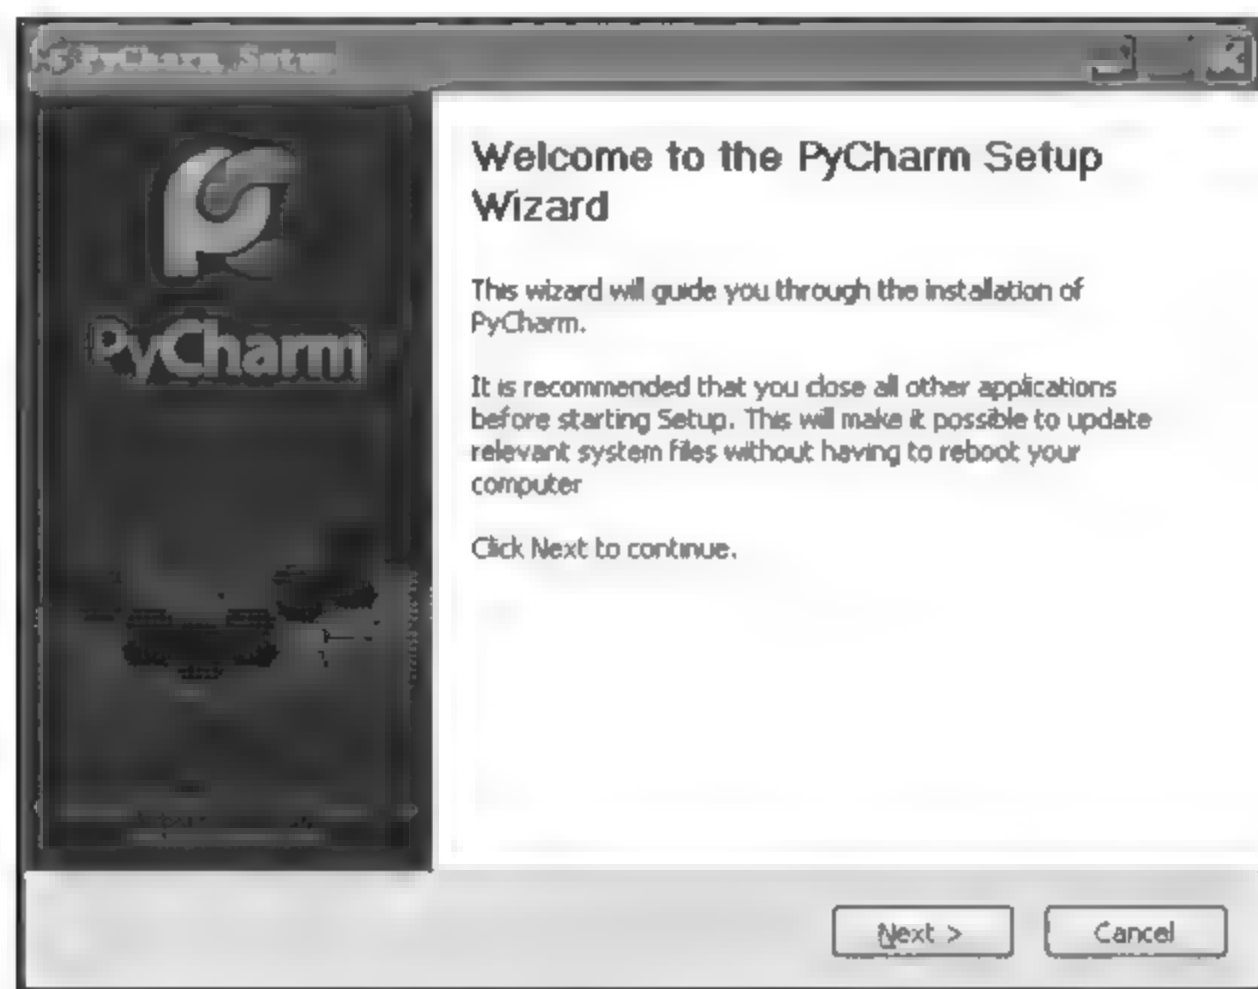 PyCharm Setup
PyCharm
Welcome to the PyCharm Setup
Wizard
This wizard will guide you through the installation of
PyCharm.
It is recommended that you close all other applications
before starting Setup. This will make it possible to update
relevant system files without having to reboot your
computer
Click Next to continue.
Next >
Cancel